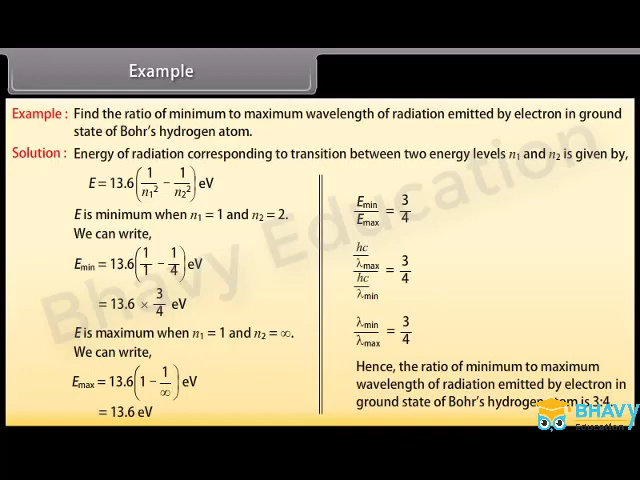 Example
Example : Find the ratio of minimum to maximum wavelength of radiation emitted by electron in ground
state of Bohr's hydrogen atom.
Solution : Energy of radiation corresponding to transition between two energy levels n₁ and n₂ is given by,
E = 13.6(1/n₁² − 1/n₂²) eV
E is minimum when n₁ = 1 and n₂ = 2.
We can write,
Emin = 13.6(1/1 − 1/4) eV
= 13.6 × 3/4 eV
E is maximum when n₁ = 1 and n₂ = ∞.
We can write,
Emax = 13.6(1 − 1/∞) eV
= 13.6 eV
Emin/Emax = 3/4
(hc/λmax)/(hc/λmin) = 3/4
λmin/λmax = 3/4
Hence, the ratio of minimum to maximum
wavelength of radiation emitted by electron in
ground state of Bohr's hydrogen atom is 3:4.
BHAVY
Education
Bhavy Education